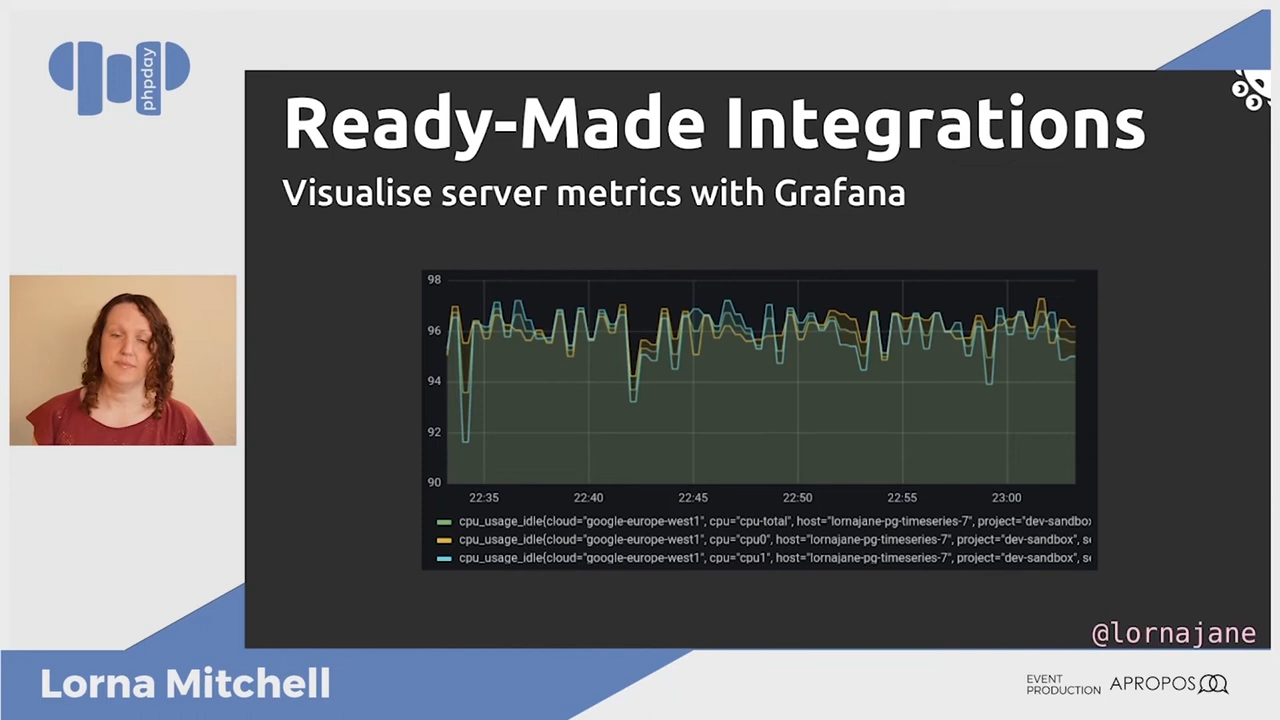 phpday
Ready-Made Integrations
Visualise server metrics with Grafana
98
96
94
92
90
22:35 22:40 22:45 22:50 22:55 23:00
cpu_usage_idle{cloud="google-europe-west1", cpu="cpu-total", host="lornajane-pg-timeseries-7", project="dev-sandbox
cpu_usage_idle{cloud="google-europe-west1", cpu="cpu0", host="lornajane-pg-timeseries-7", project="dev-sandbox", se
cpu_usage_idle{cloud="google-europe-west1", cpu="cpu1", host="lornajane-pg-timeseries-7", project="dev-sandbox", se
@lornajane
Lorna Mitchell
EVENT
PRODUCTION
APROPOS